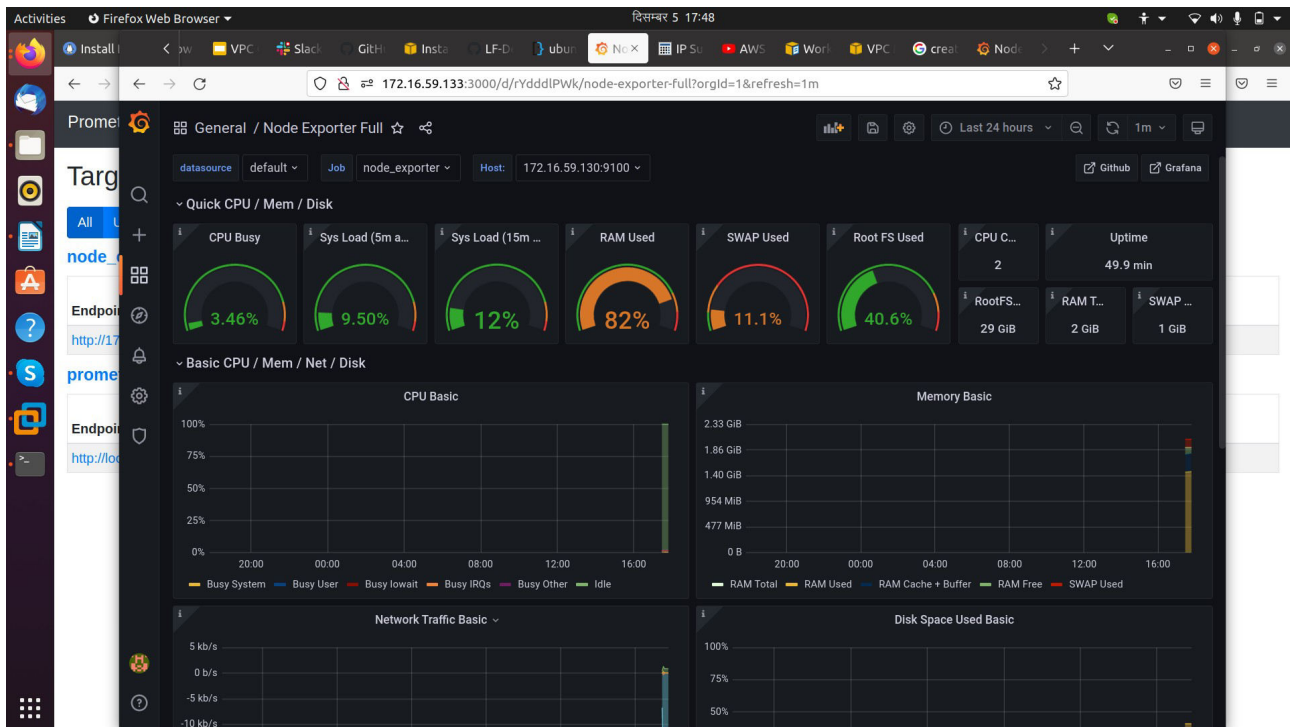 Activities Firefox Web Browser दिसम्बर 5 17:48
Install VPC Slack GitH Insta LF-D ubun No IP Su AWS Worl VPC creat Node
172.16.59.133:3000/d/rYdddlPWk/node-exporter-full?orgId=1&refresh=1m
Promet
General / Node Exporter Full Last 24 hours 1m
datasource default Job node_exporter Host: 172.16.59.130:9100 Github Grafana
Targ
All U
node_
Endpoi
http://17
promet
Endpoi
http://loc
Quick CPU / Mem / Disk
CPU Busy
3.46%
Sys Load (5m a...
9.50%
Sys Load (15m ...
12%
RAM Used
82%
SWAP Used
11.1%
Root FS Used
40.6%
CPU C...
2
Uptime
49.9 min
RootFS...
29 GiB
RAM T...
2 GiB
SWAP ...
1 GiB
Basic CPU / Mem / Net / Disk
CPU Basic
100%
75%
50%
25%
0%
20:00 00:00 04:00 08:00 12:00 16:00
Busy System Busy User Busy Iowait Busy IRQs Busy Other Idle
Memory Basic
2.33 GiB
1.86 GiB
1.40 GiB
954 MiB
477 MiB
0 B
20:00 00:00 04:00 08:00 12:00 16:00
RAM Total RAM Used RAM Cache + Buffer RAM Free SWAP Used
Network Traffic Basic
5 kb/s
0 b/s
-5 kb/s
-10 kb/s
Disk Space Used Basic
100%
75%
50%